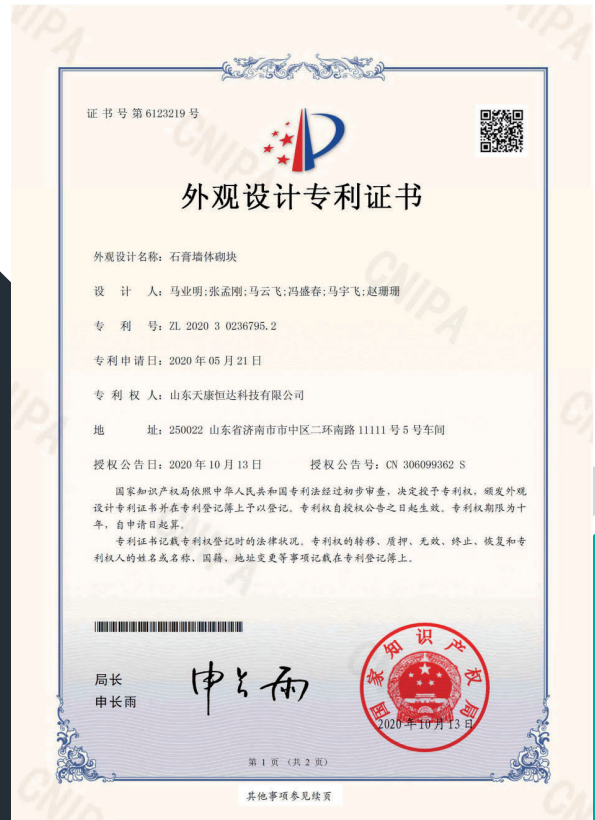 证书号第6123219号
外观设计专利证书
外观设计名称：石膏墙体砌块
设计人：马业明;张孟刚;马云飞;冯盛春;马宇飞;赵珊珊
专利号：ZL 2020 3 0236795.2
专利申请日：2020年05月21日
专利权人：山东天康恒达科技有限公司
地址：250022 山东省济南市市中区二环南路11111号5号车间
授权公告日：2020年10月13日 授权公告号：CN 306099362 S
国家知识产权局依照中华人民共和国专利法经过初步审查，决定授予专利权，颁发外观
设计专利证书并在专利登记簿上予以登记。专利权自授权公告之日起生效。专利权期限为十
年，自申请日起算。
专利证书记载专利权登记时的法律状况。专利权的转移、质押、无效、终止、恢复和专
利权人的姓名或名称、国籍、地址变更等事项记载在专利登记簿上。
局长
申长雨
申长雨
国家知识产权局
2020年10月13日
第 1 页 （共 2 页）
其他事项参见续页
CNIPA
CNIPA
CNIPA